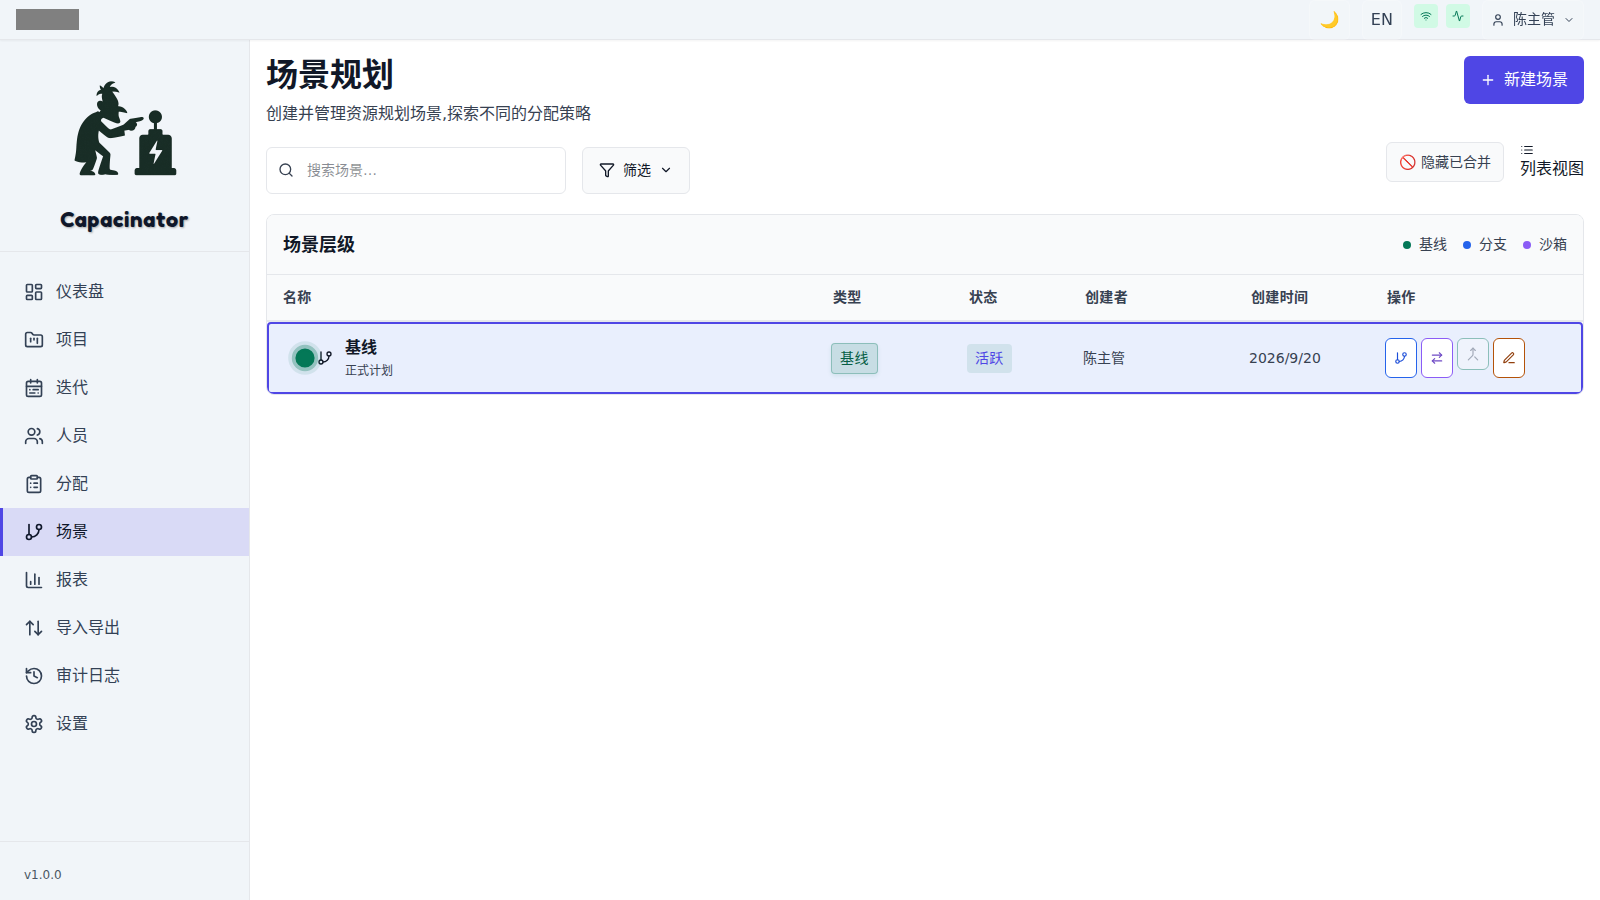 EN
陈主管
Capacinator
仪表盘
项目
迭代
人员
分配
场景
报表
导入导出
审计日志
设置
v1.0.0
场景规划
创建并管理资源规划场景,探索不同的分配策略
新建场景
搜索场景...
筛选
隐藏已合并
列表视图
场景层级
基线
分支
沙箱
名称
类型
状态
创建者
创建时间
操作
基线
正式计划
基线
活跃
陈主管
2026/9/20